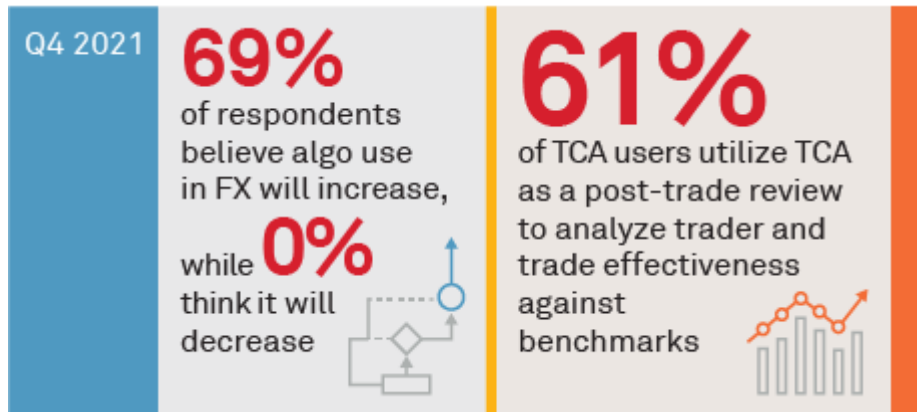 Q4 2021
69%
of respondents
believe algo use
in FX will increase,
while 0%
think it will
decrease
61%
of TCA users utilize TCA
as a post-trade review
to analyze trader and
trade effectiveness
against
benchmarks